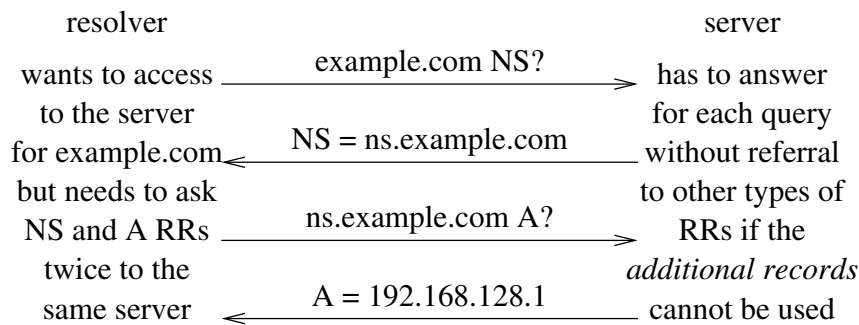 resolver
wants to access
to the server
for example.com
but needs to ask
NS and A RRs
twice to the
same server
example.com NS?
NS = ns.example.com
ns.example.com A?
A = 192.168.128.1
server
has to answer
for each query
without referral
to other types of
RRs if the
additional records
cannot be used